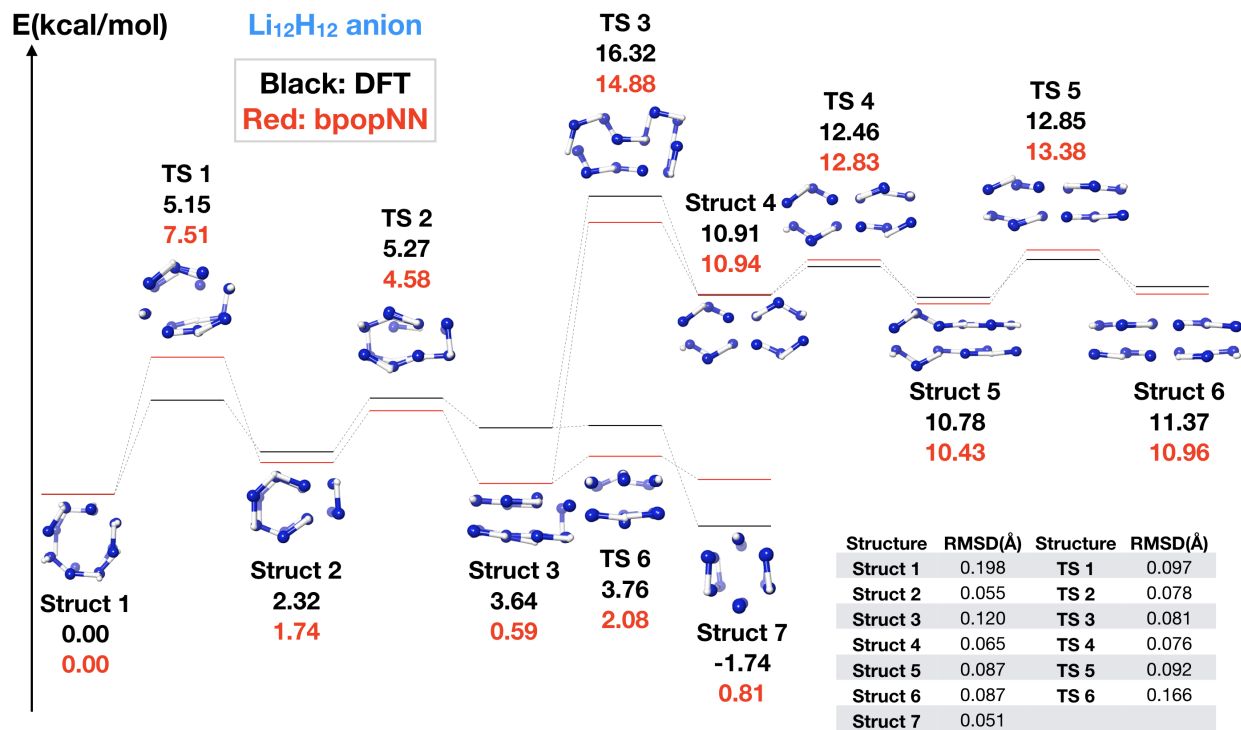 E(kcal/mol)
Li₁₂H₁₂ anion
Black: DFT
Red: bpopNN
TS 1
5.15
7.51
TS 2
5.27
4.58
TS 3
16.32
14.88
Struct 4
10.91
10.94
TS 4
12.46
12.83
TS 5
12.85
13.38
Struct 1
0.00
0.00
Struct 2
2.32
1.74
Struct 3
3.64
0.59
TS 6
3.76
2.08
Struct 7
-1.74
0.81
Struct 5
10.78
10.43
Struct 6
11.37
10.96
Structure RMSD(Å) Structure RMSD(Å)
Struct 1 0.198 TS 1 0.097
Struct 2 0.055 TS 2 0.078
Struct 3 0.120 TS 3 0.081
Struct 4 0.065 TS 4 0.076
Struct 5 0.087 TS 5 0.092
Struct 6 0.087 TS 6 0.166
Struct 7 0.051